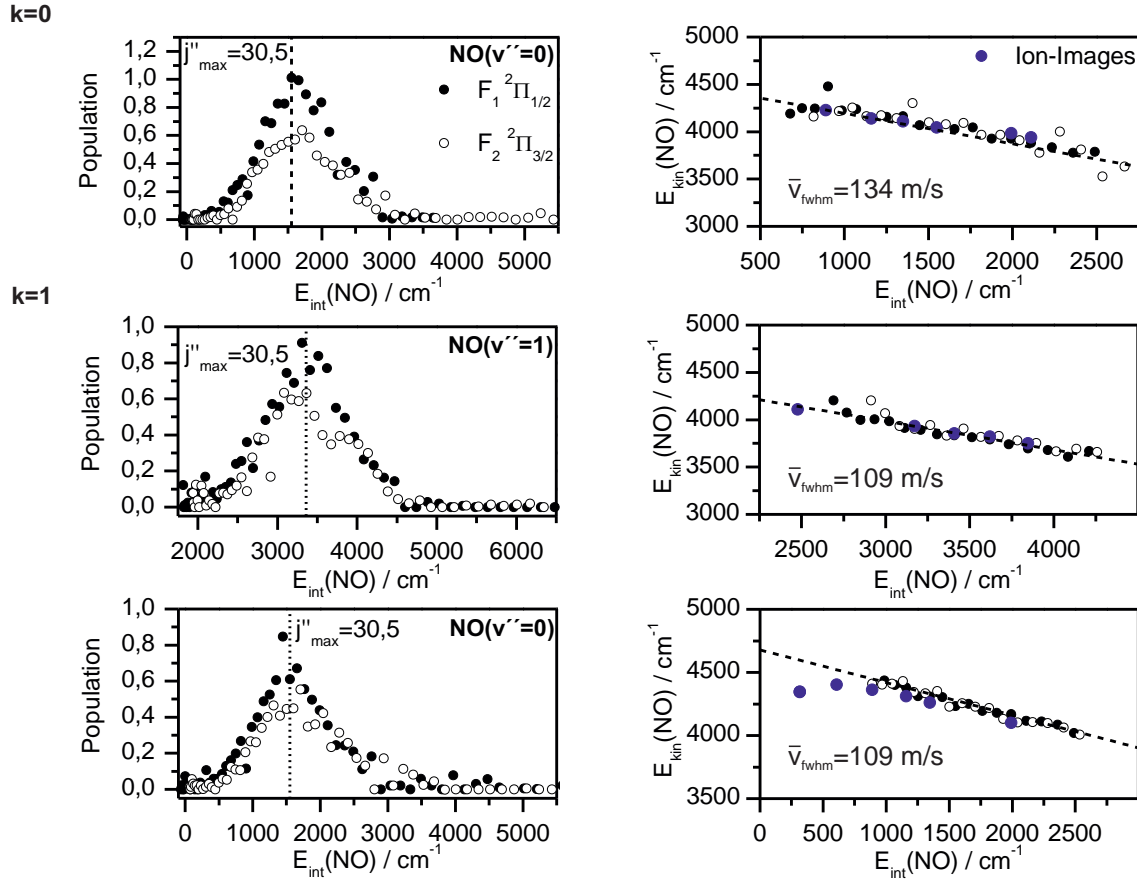 k=0
1,2
1,0
0,8
0,6
0,4
0,2
0,0
Population
j''max=30,5
NO(v´´=0)
F1 2Π1/2
F2 2Π3/2
0 1000 2000 3000 4000 5000
Eint(NO) / cm-1
5000
4500
4000
3500
3000
Ekin(NO) / cm-1
Ion-Images
v̅fwhm=134 m/s
500 1000 1500 2000 2500
Eint(NO) / cm-1
k=1
1,0
0,8
0,6
0,4
0,2
0,0
Population
j''max=30,5
NO(v´´=1)
2000 3000 4000 5000 6000
Eint(NO) / cm-1
5000
4500
4000
3500
3000
Ekin(NO) / cm-1
v̅fwhm=109 m/s
2500 3000 3500 4000
Eint(NO) / cm-1
1,0
0,8
0,6
0,4
0,2
0,0
Population
j''max=30,5
NO(v´´=0)
0 1000 2000 3000 4000 5000
Eint(NO) / cm-1
5000
4500
4000
3500
Ekin(NO) / cm-1
v̅fwhm=109 m/s
0 500 1000 1500 2000 2500
Eint(NO) / cm-1